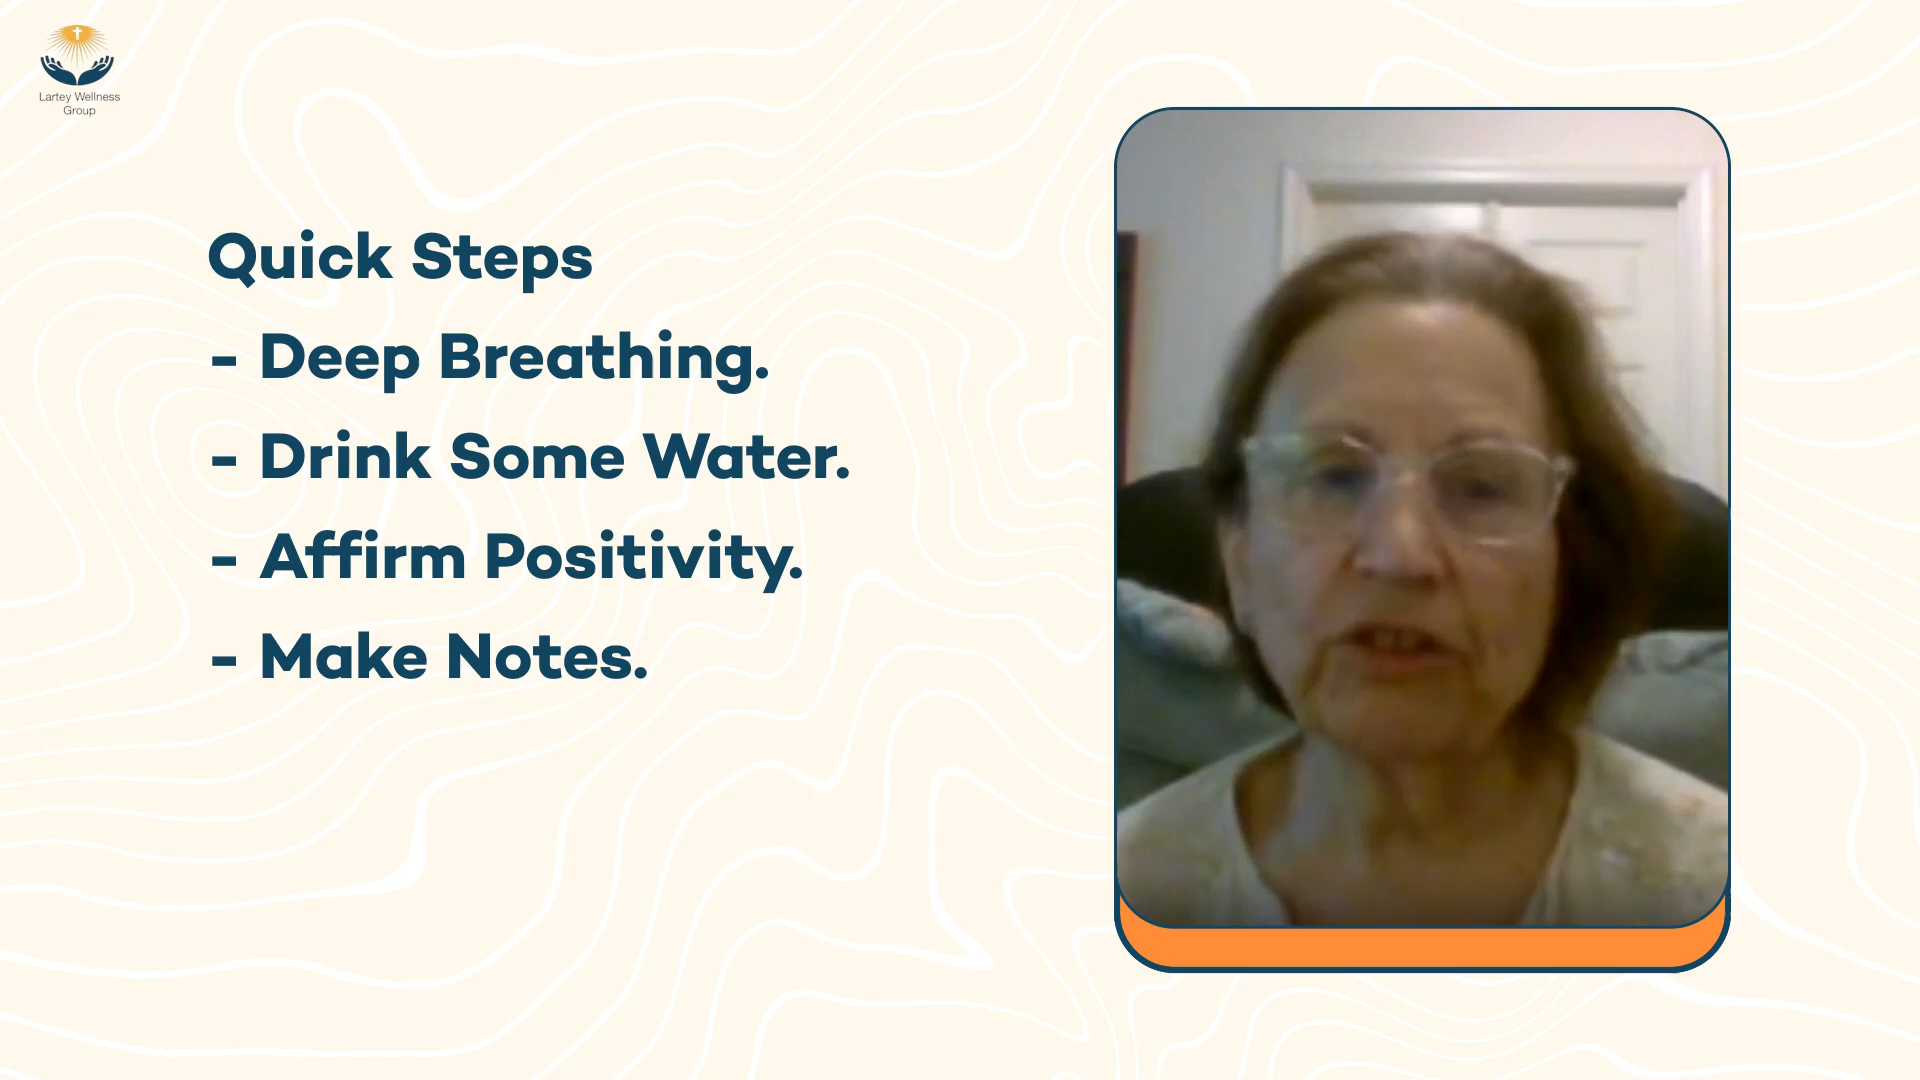 Lartey Wellness
Group
Quick Steps
- Deep Breathing.
- Drink Some Water.
- Affirm Positivity.
- Make Notes.